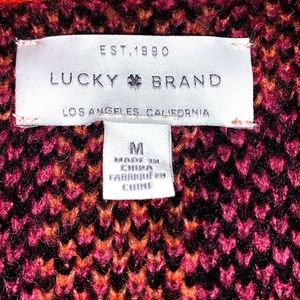 EST. 1990
LUCKY BRAND
LOS ANGELES, CALIFORNIA
M
MADE IN
CHINA
FABRIQUÉ EN
CHINE